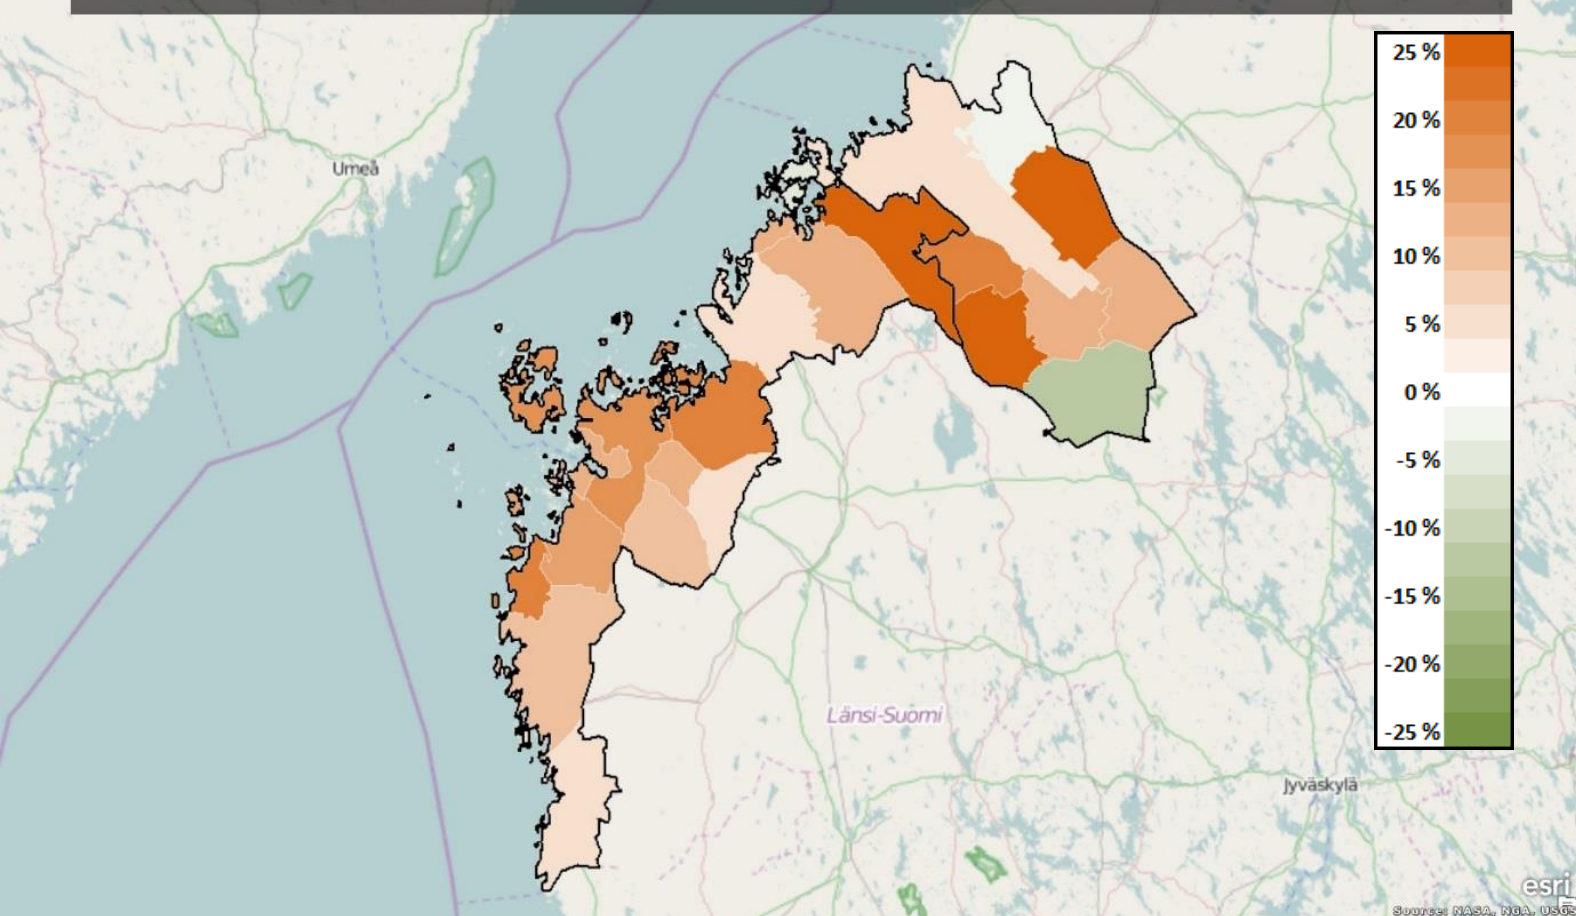 25 %
20 %
Umeå
15 %
10 %
5 %
0 %
-5 %
-10 %
-15 %
-20 %
Länsi-Suomi
-25 %
Jyväskylä
esri
Source: NASA, NGA, USGS